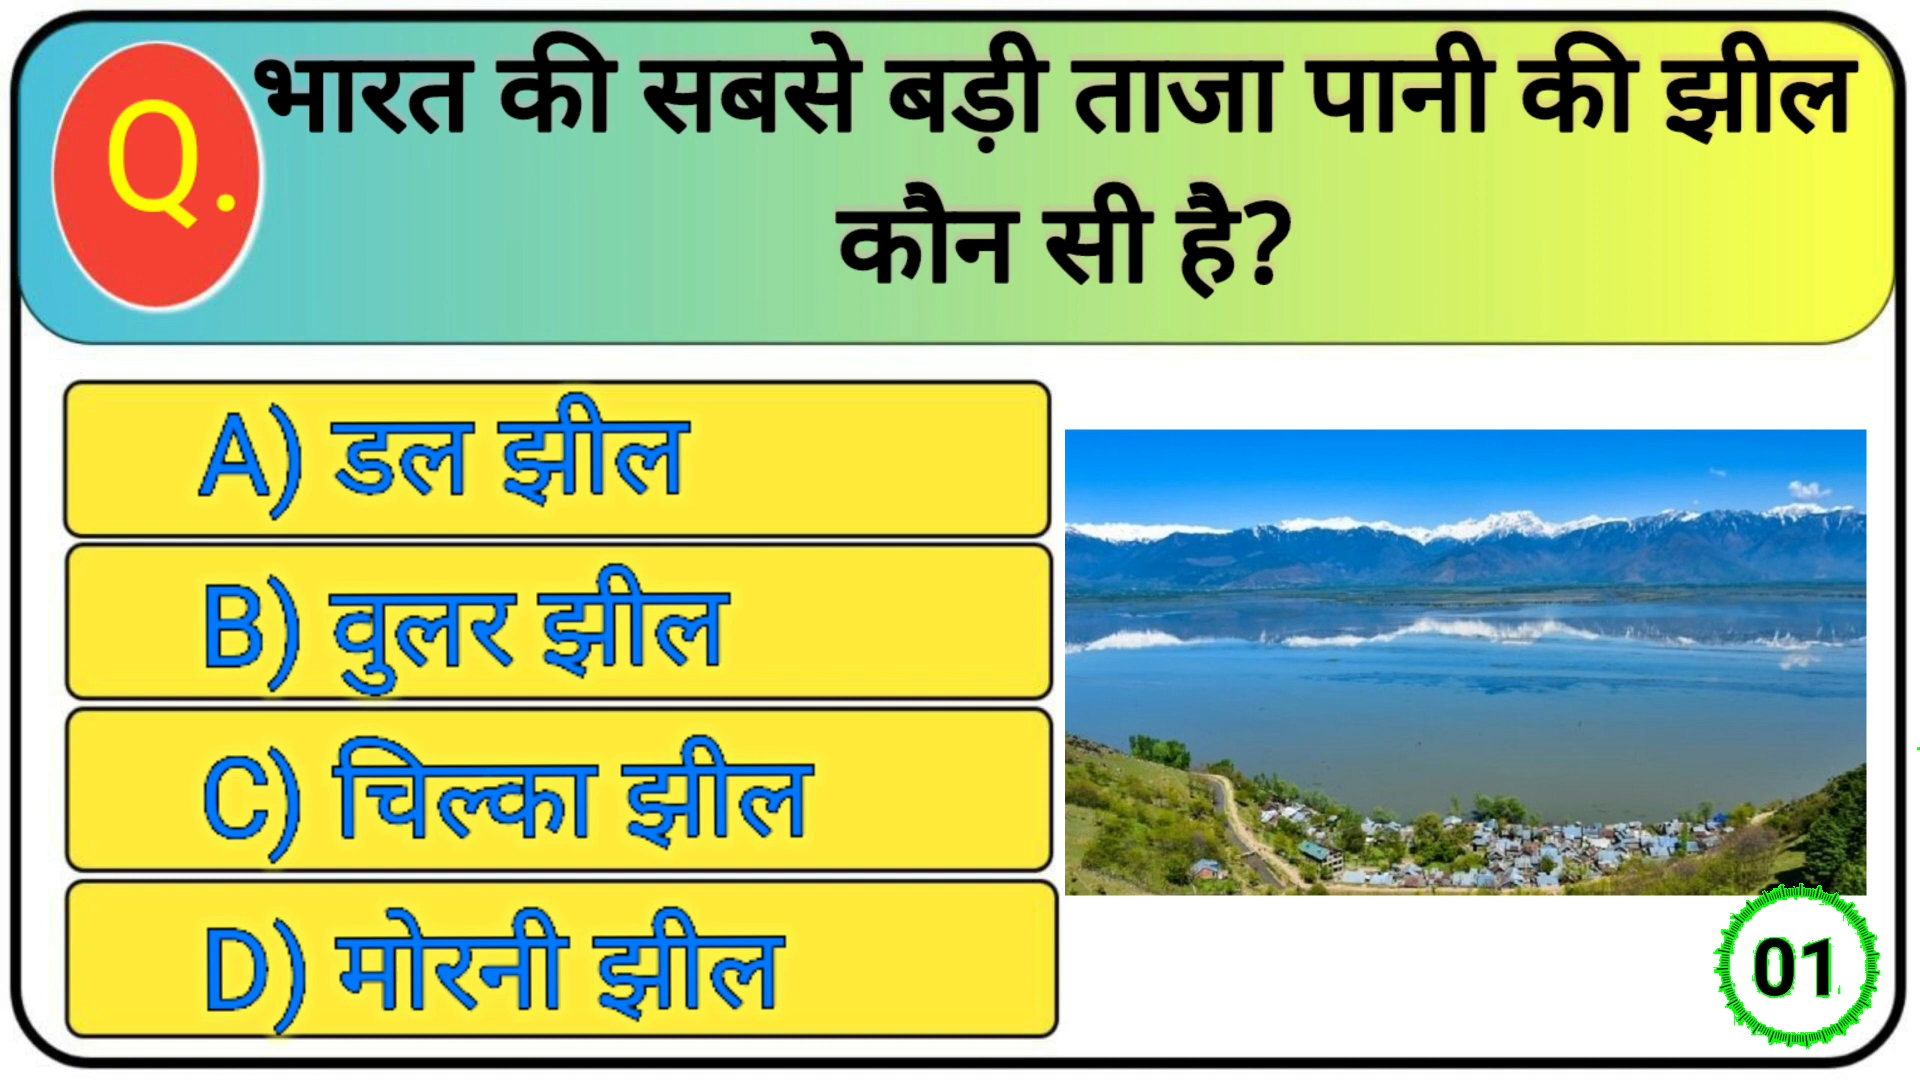 Q. भारत की सबसे बड़ी ताजा पानी की झील
कौन सी है?
A) डल झील
B) वुलर झील
C) चिल्का झील
D) मोरनी झील
01